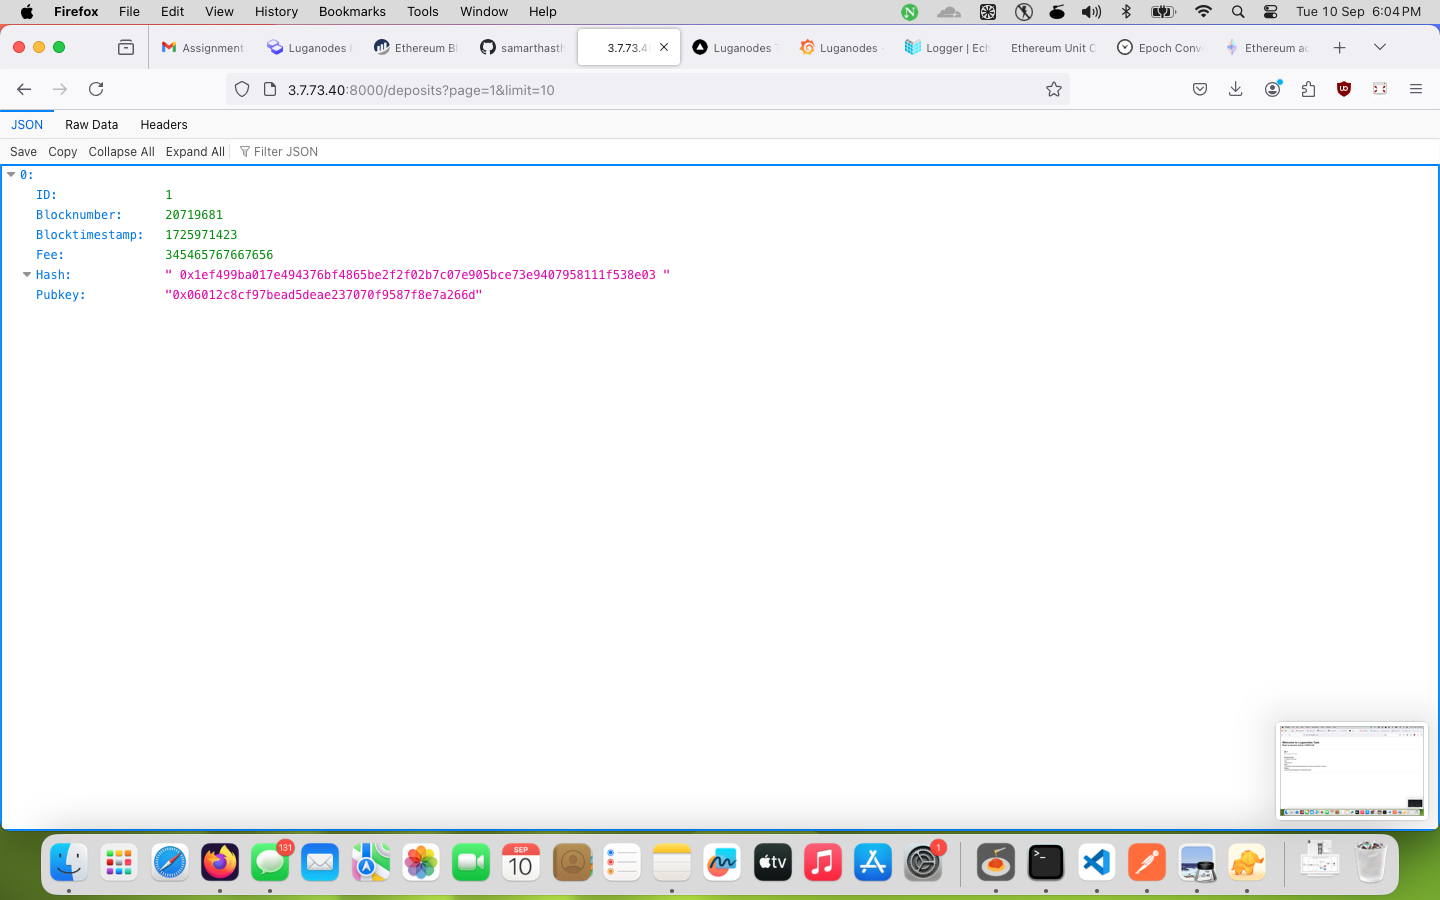 Firefox File Edit View History Bookmarks Tools Window Help Tue 10 Sep 6:04 PM
Assignment Luganodes Ethereum Bl samarthasth 3.7.73.40 Luganodes Luganodes Logger | Ech Ethereum Unit C Epoch Conv Ethereum ac
3.7.73.40:8000/deposits?page=1&limit=10
JSON Raw Data Headers
Save Copy Collapse All Expand All Filter JSON
0:
ID: 1
Blocknumber: 20719681
Blocktimestamp: 1725971423
Fee: 345465767667656
Hash: " 0x1ef499ba017e494376bf4865be2f2f02b7c07e905bce73e9407958111f538e03 "
Pubkey: "0x06012c8cf97bead5deae237070f9587f8e7a266d"
131
SEP
10
tv
1